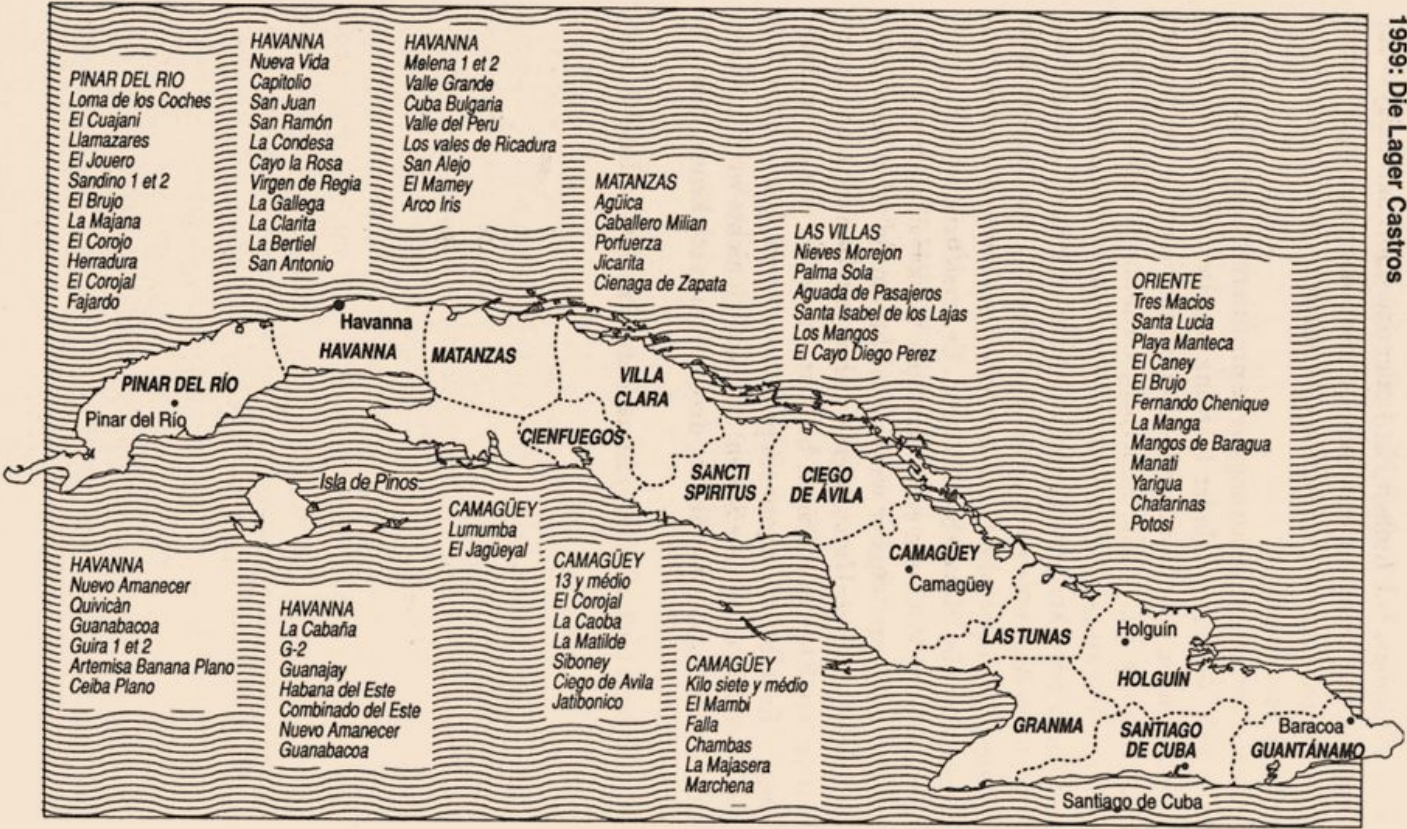 1959: Die Lager Castros
PINAR DEL RIO
Loma de los Coches
El Cuajani
Llamazares
El Jouero
Sandino 1 et 2
El Brujo
La Majana
El Corojo
Herradura
El Corojal
Fajardo
HAVANNA
Nueva Vida
Capitolio
San Juan
San Ramón
La Condesa
Cayo la Rosa
Virgen de Regia
La Gallega
La Clarita
La Bertiel
San Antonio
HAVANNA
Melena 1 et 2
Valle Grande
Cuba Bulgaria
Valle del Peru
Los vales de Ricadura
San Alejo
El Mamey
Arco Iris
MATANZAS
Agüica
Caballero Milian
Porfuerza
Jicarita
Cienaga de Zapata
LAS VILLAS
Nieves Morejon
Palma Sola
Aguada de Pasajeros
Santa Isabel de los Lajas
Los Mangos
El Cayo Diego Perez
ORIENTE
Tres Macios
Santa Lucia
Playa Manteca
El Caney
El Brujo
Fernando Chenique
La Manga
Mangos de Baragua
Manati
Yarigua
Chafarinas
Potosi
Havanna
HAVANNA
MATANZAS
PINAR DEL RÍO
Pinar del Río
VILLA
CLARA
CIENFUEGOS
SANCTI
SPIRITUS
CIEGO
DE ÁVILA
Isla de Pinos
CAMAGÜEY
Camagüey
LAS TUNAS
Holguín
HOLGUÍN
GRANMA
SANTIAGO
DE CUBA
Baracoa
GUANTÁNAMO
Santiago de Cuba
HAVANNA
Nuevo Amanecer
Quivicàn
Guanabacoa
Guira 1 et 2
Artemisa Banana Plano
Ceiba Plano
HAVANNA
La Cabaña
G-2
Guanajay
Habana del Este
Combinado del Este
Nuevo Amanecer
Guanabacoa
CAMAGÜEY
Lumumba
El Jagüeyal
CAMAGÜEY
13 y médio
El Corojal
La Caoba
La Matilde
Siboney
Ciego de Avila
Jatibonico
CAMAGÜEY
Kilo siete y médio
El Mambi
Falla
Chambas
La Majasera
Marchena